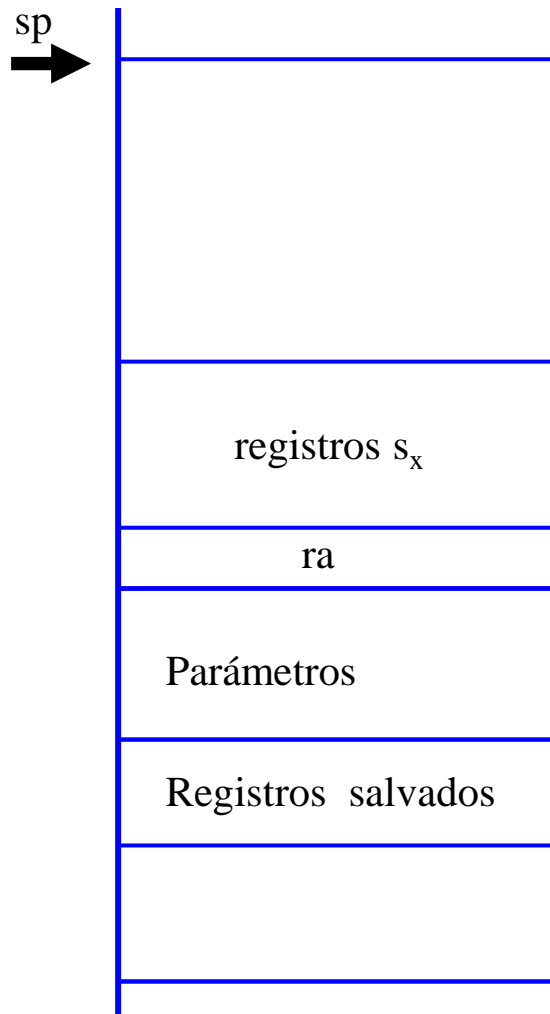 sp
registros sₓ
ra
Parámetros
Registros salvados